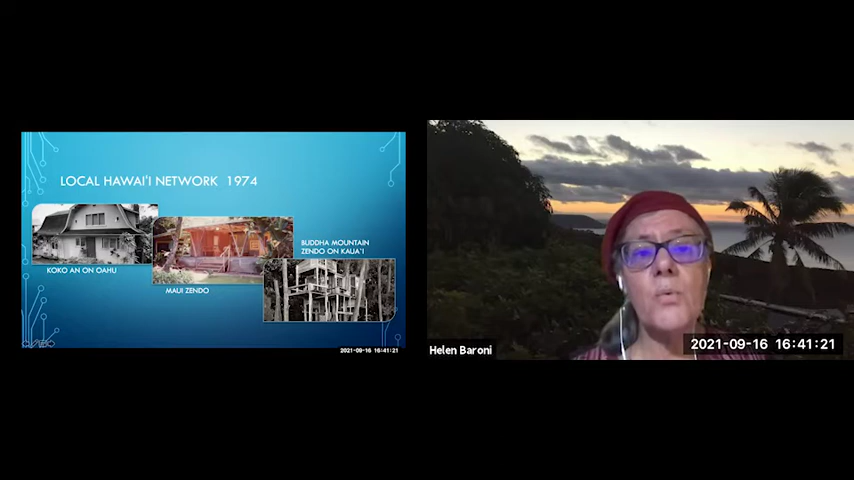 LOCAL HAWAI'I NETWORK 1974
KOKO AN ON OAHU
MAUI ZENDO
BUDDHA MOUNTAIN
ZENDO ON KAUA'I
2021-09-16 16:41:21
Helen Baroni
2021-09-16 16:41:21